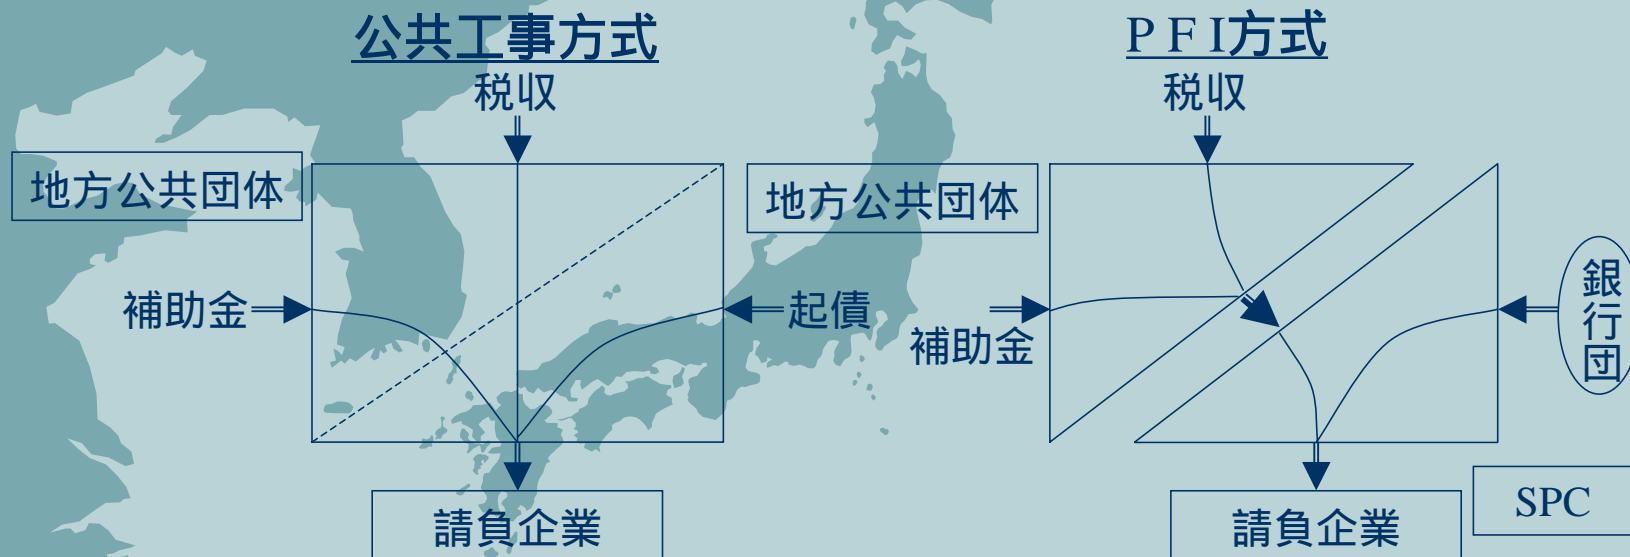 公共工事方式
税収
地方公共団体
補助金
起債
請負企業
ＰＦＩ方式
税収
地方公共団体
補助金
銀行団
請負企業
SPC